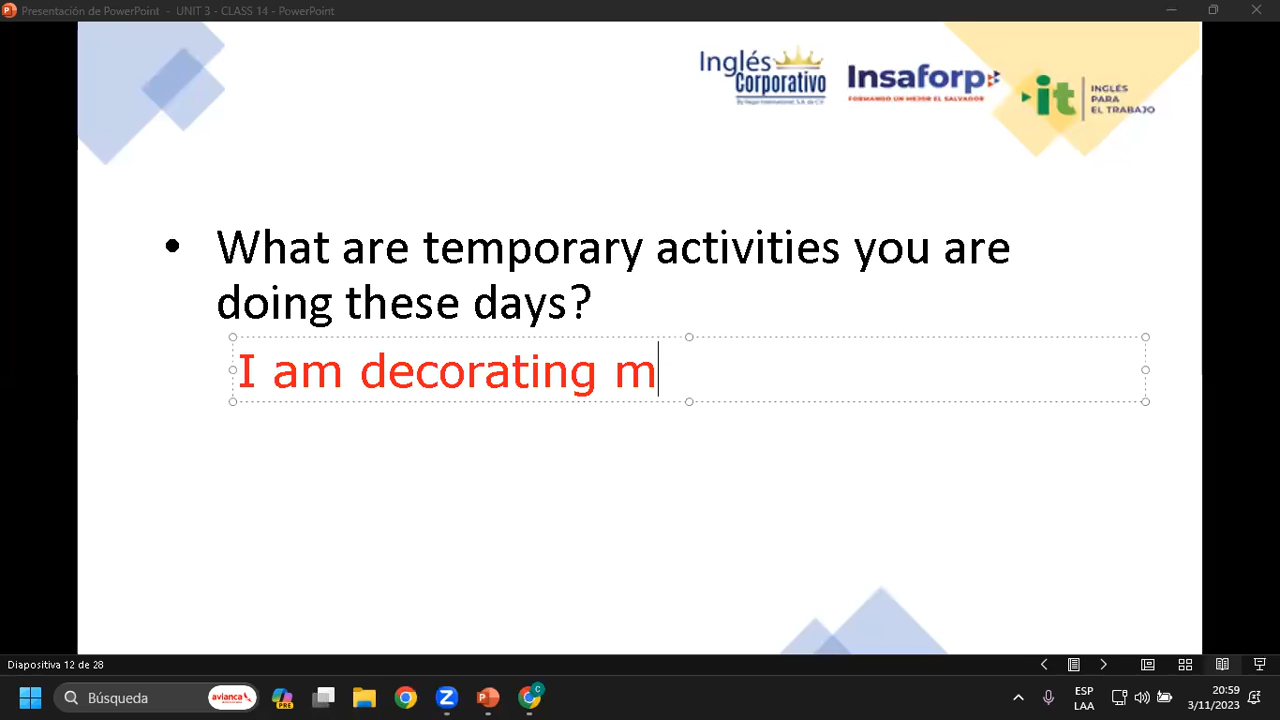 Presentación de PowerPoint - UNIT 3 - CLASS 14 - PowerPoint
Inglés
Corporativo
Insaforp
FORMANDO UN MEJOR EL SALVADOR
it
INGLÉS
PARA
EL TRABAJO
• What are temporary activities you are
doing these days?
I am decorating m
Diapositiva 12 de 28
Búsqueda
avianca
PRE
C
ESP
LAA
20:59
3/11/2023